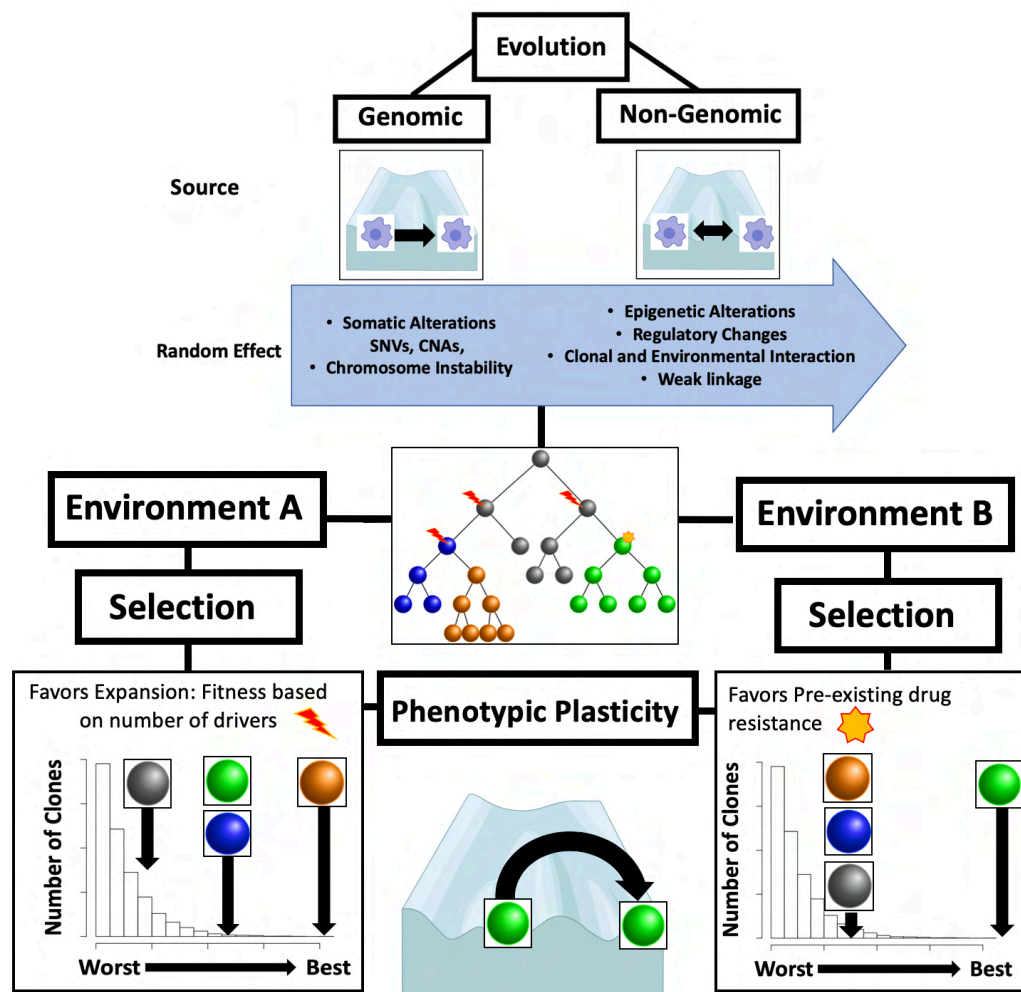 Evolution
Genomic
Non-Genomic
Source
Random Effect
• Somatic Alterations
SNVs, CNAs,
• Chromosome Instability
• Epigenetic Alterations
• Regulatory Changes
• Clonal and Environmental Interaction
• Weak linkage
Environment A
Environment B
Selection
Selection
Favors Expansion: Fitness based
on number of drivers
Phenotypic Plasticity
Favors Pre-existing drug
resistance
Number of Clones
Worst
Best
Number of Clones
Worst
Best